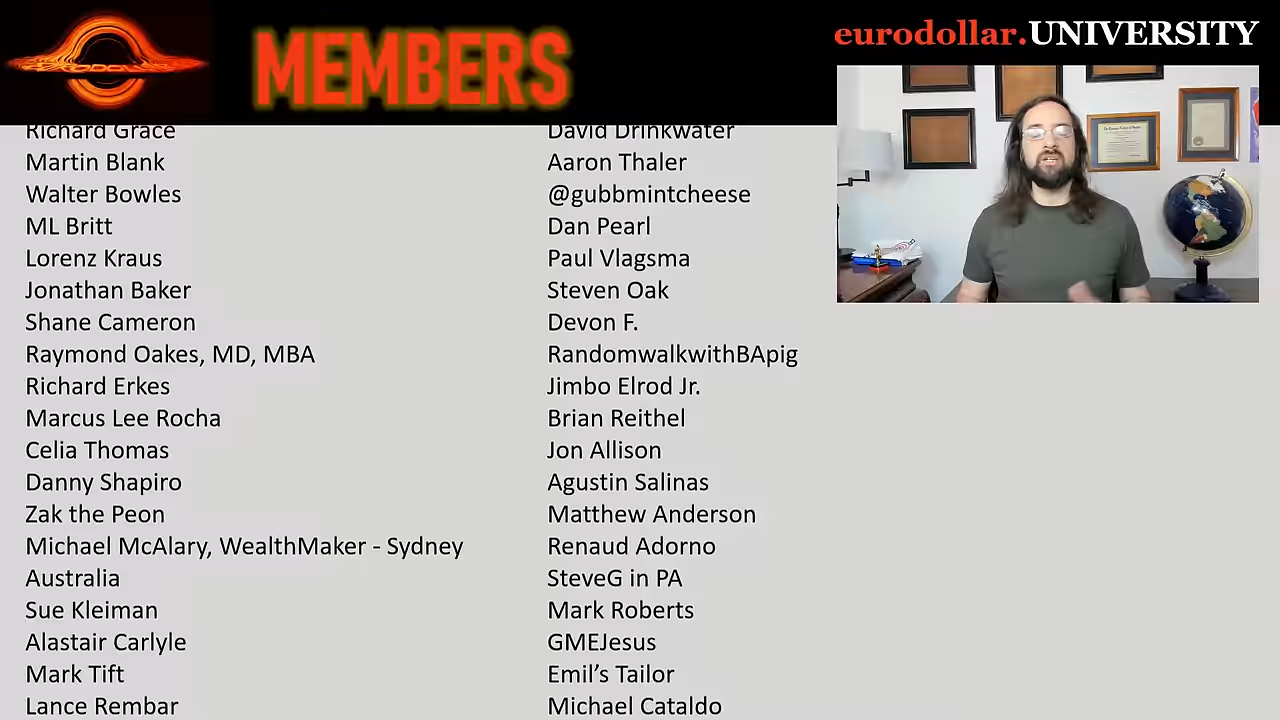 MEMBERS
eurodollar.UNIVERSITY
Richard Grace
Martin Blank
Walter Bowles
ML Britt
Lorenz Kraus
Jonathan Baker
Shane Cameron
Raymond Oakes, MD, MBA
Richard Erkes
Marcus Lee Rocha
Celia Thomas
Danny Shapiro
Zak the Peon
Michael McAlary, WealthMaker - Sydney
Australia
Sue Kleiman
Alastair Carlyle
Mark Tift
Lance Rembar
David Drinkwater
Aaron Thaler
@gubbmintcheese
Dan Pearl
Paul Vlagsma
Steven Oak
Devon F.
RandomwalkwithBApig
Jimbo Elrod Jr.
Brian Reithel
Jon Allison
Agustin Salinas
Matthew Anderson
Renaud Adorno
SteveG in PA
Mark Roberts
GMEJesus
Emil’s Tailor
Michael Cataldo